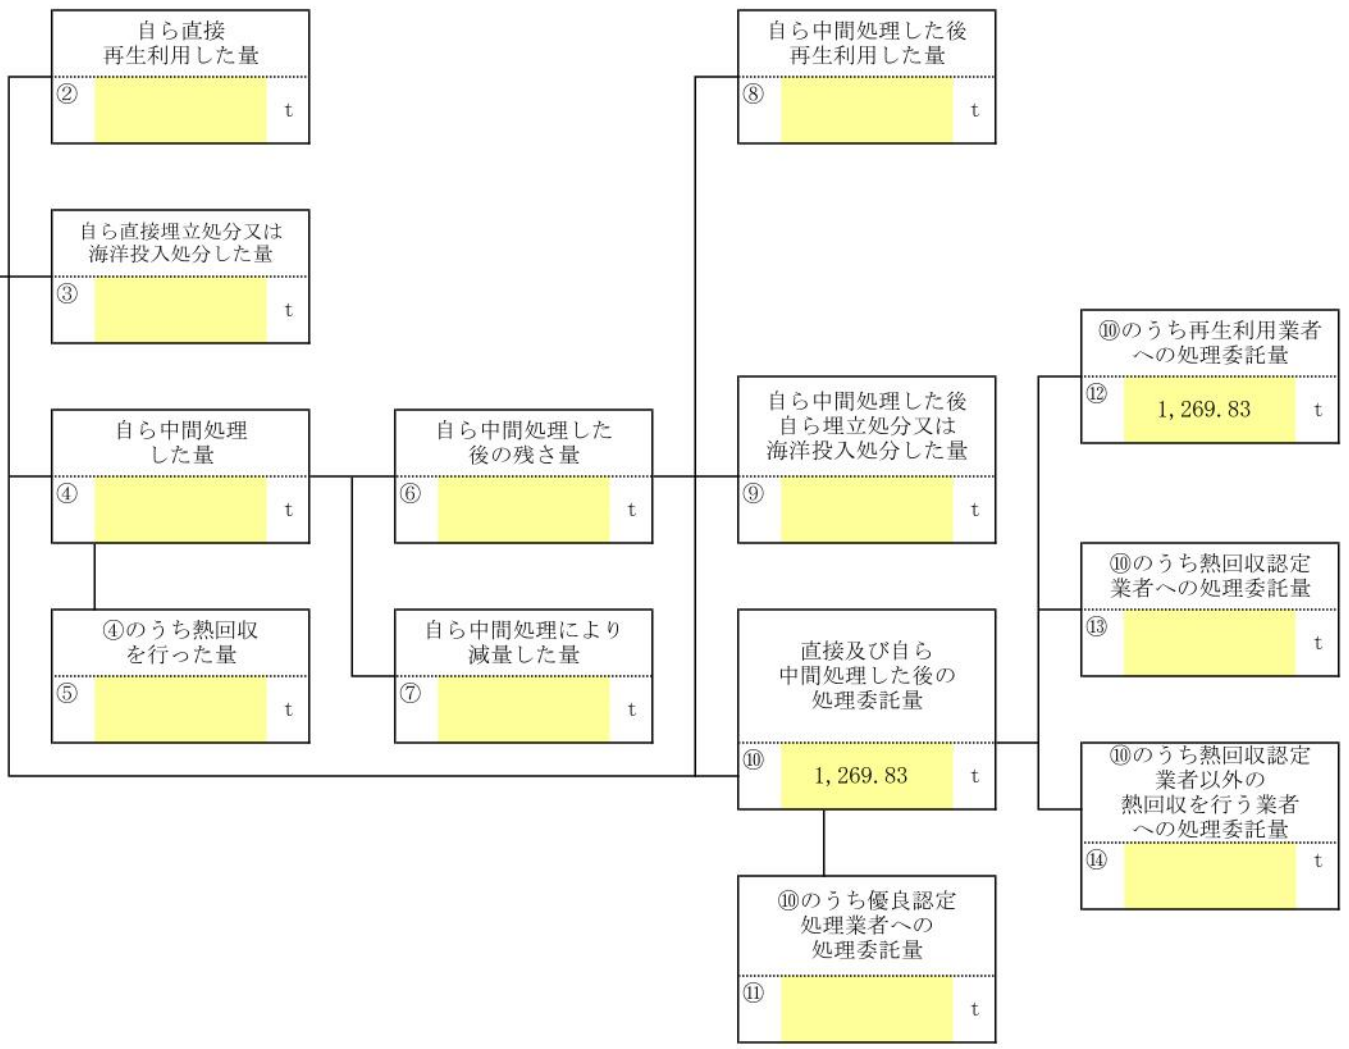 自ら直接
再生利用した量
②
t
自ら中間処理した後
再生利用した量
⑧
t
自ら直接埋立処分又は
海洋投入処分した量
③
t
⑩のうち再生利用業者
への処理委託量
⑫
1,269.83
t
自ら中間処理
した量
④
t
自ら中間処理した
後の残さ量
⑥
t
自ら中間処理した後
自ら埋立処分又は
海洋投入処分した量
⑨
t
⑩のうち熱回収認定
業者への処理委託量
⑬
t
④のうち熱回収
を行った量
⑤
t
自ら中間処理により
減量した量
⑦
t
直接及び自ら
中間処理した後の
処理委託量
⑩
1,269.83
t
⑩のうち熱回収認定
業者以外の
熱回収を行う業者
への処理委託量
⑭
t
⑩のうち優良認定
処理業者への
処理委託量
⑪
t